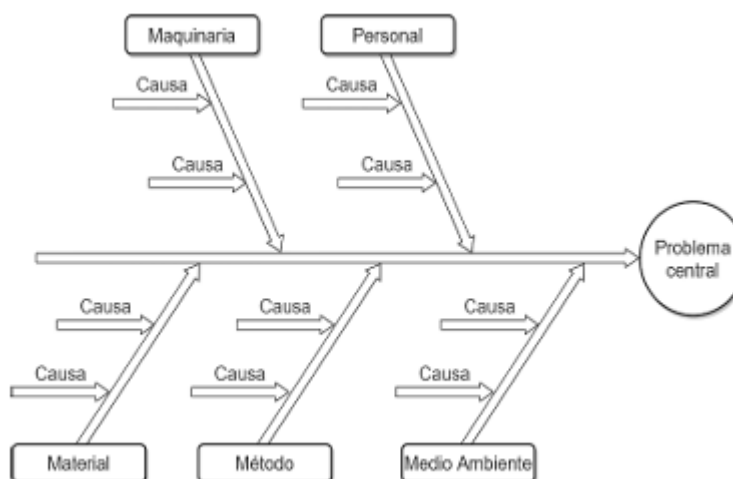 Maquinaria
Personal
Causa
Causa
Causa
Causa
Problema
central
Causa
Causa
Causa
Causa
Causa
Causa
Material
Método
Medio Ambiente